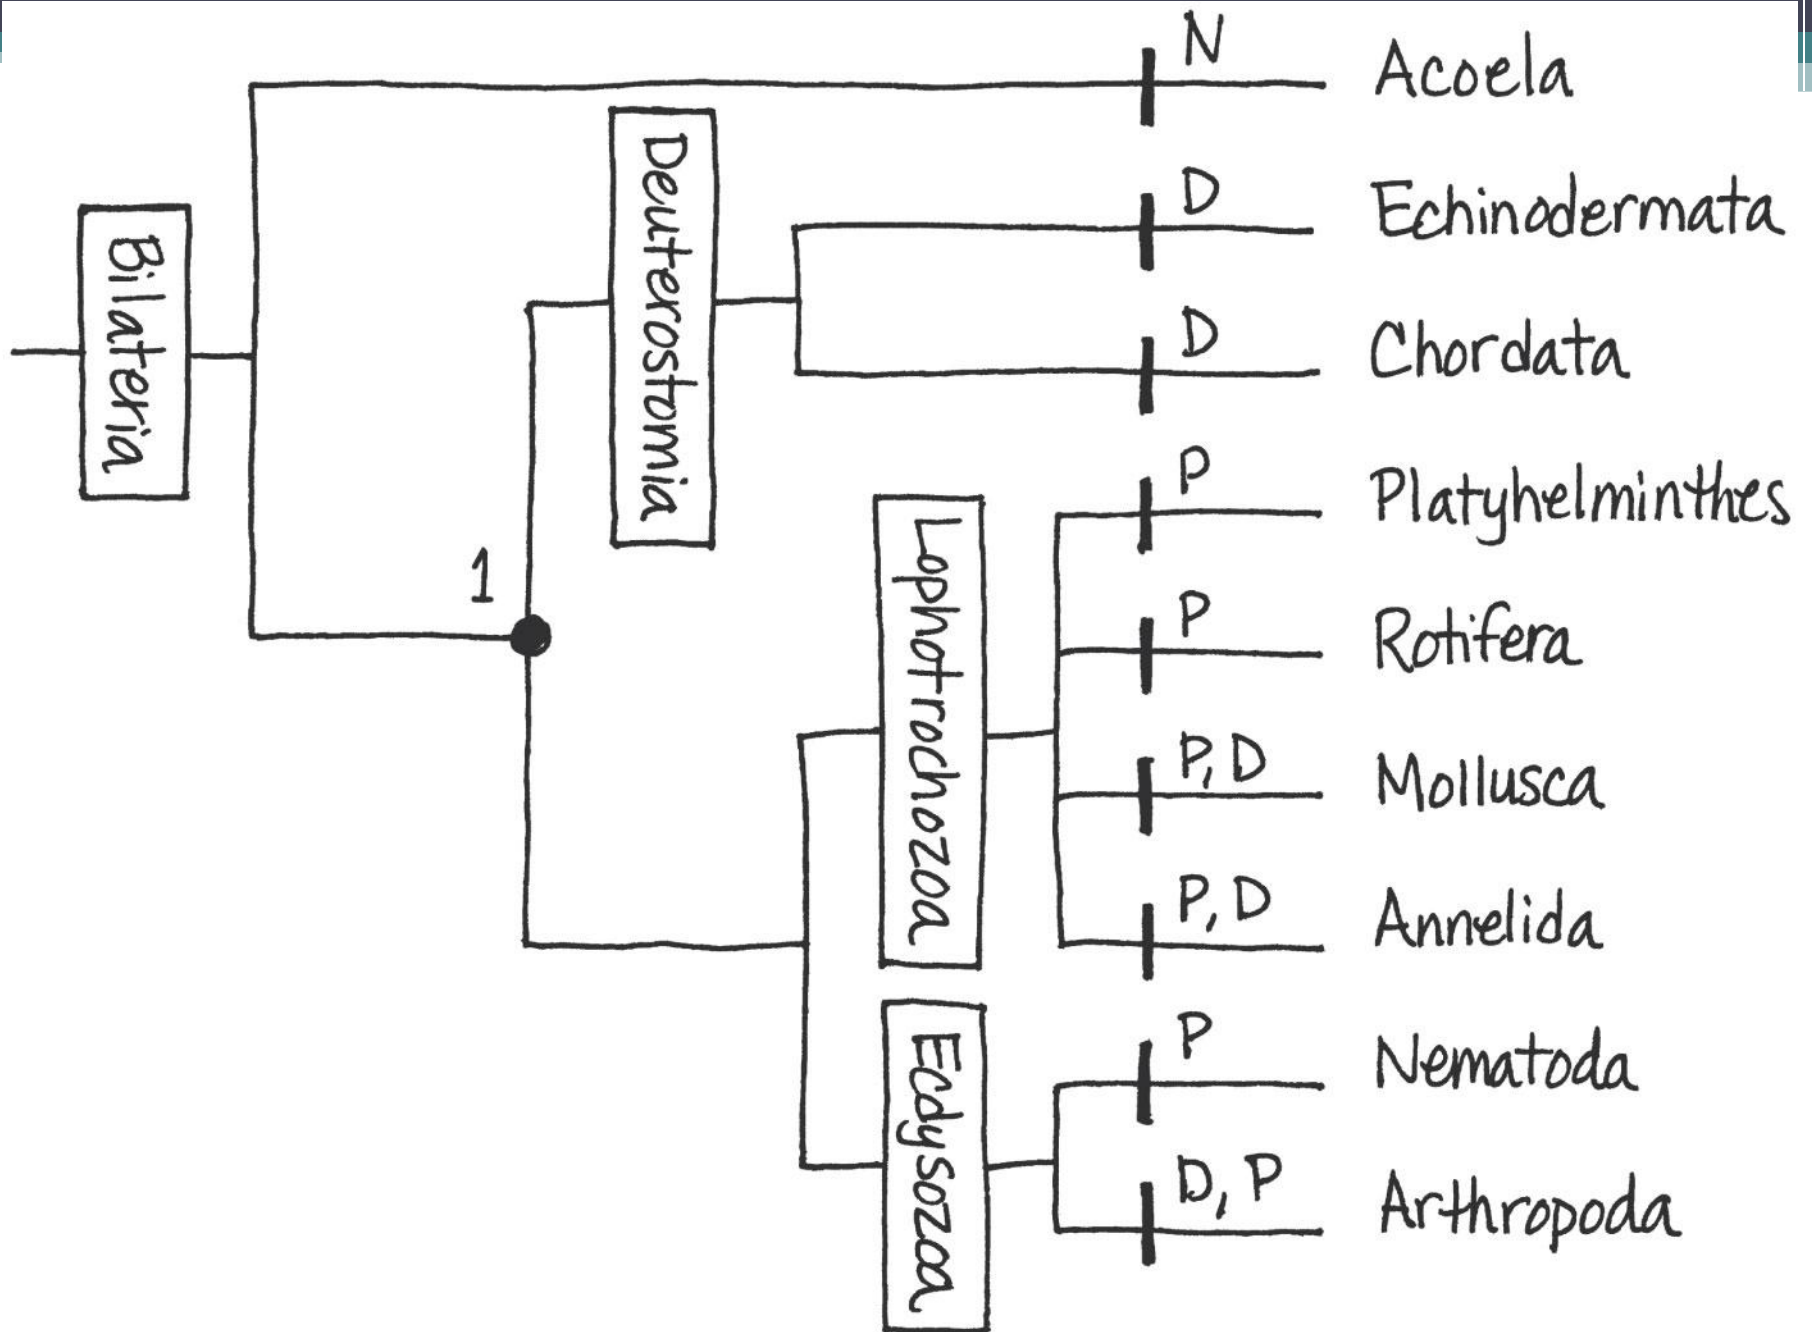 N
Acoela
D
Echinodermata
Deuterostomia
Bilateria
D
Chordata
P
Platyhelminthes
1
Lophotrochozoa
P
Rotifera
P, D
Mollusca
P, D
Annelida
P
Nematoda
Ecdysozoa
D, P
Arthropoda